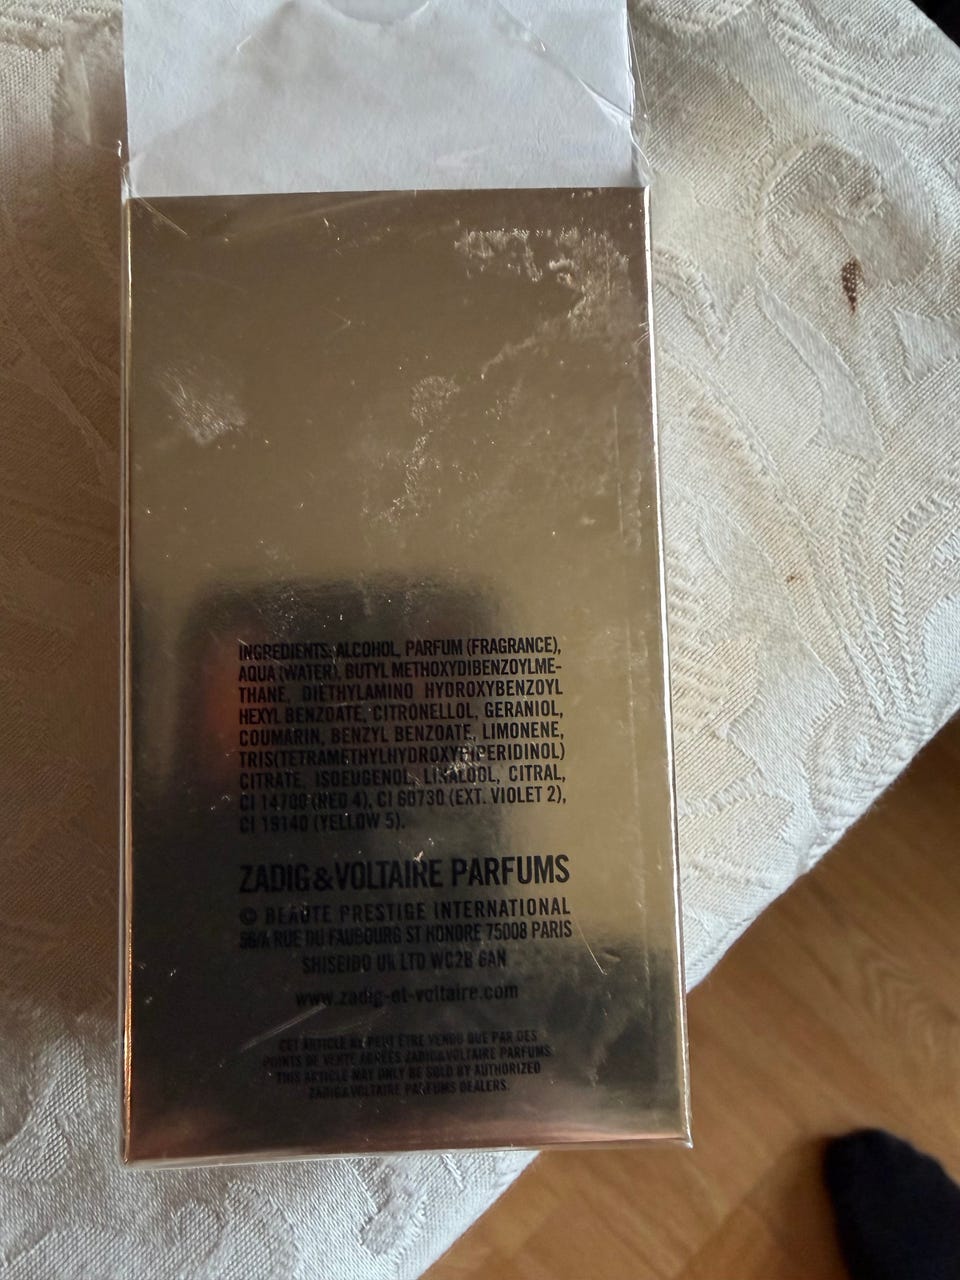 INGREDIENTS: ALCOHOL, PARFUM (FRAGRANCE),
AQUA (WATER), BUTYL METHOXYDIBENZOYLME-
THANE, DIETHYLAMINO HYDROXYBENZOYL
HEXYL BENZOATE, CITRONELLOL, GERANIOL,
COUMARIN, BENZYL BENZOATE, LIMONENE,
TRIS(TETRAMETHYLHYDROXYPIPERIDINOL)
CITRATE, ISOEUGENOL, LINALOOL, CITRAL,
CI 14700 (RED 4), CI 60730 (EXT. VIOLET 2),
CI 19140 (YELLOW 5).
ZADIG&VOLTAIRE PARFUMS
© BEAUTE PRESTIGE INTERNATIONAL
RUE DU FAUBOURG ST HONORE 75008 PARIS
SHISEIDO UK LTD WC2B 6AN
www.zadig-et-voltaire.com
CET ARTICLE NE PEUT ÊTRE VENDU QUE PAR DES
POINTS DE VENTE AGRÉÉS ZADIG&VOLTAIRE PARFUMS
THIS ARTICLE MAY ONLY BE SOLD BY AUTHORIZED
ZADIG&VOLTAIRE PARFUMS DEALERS.